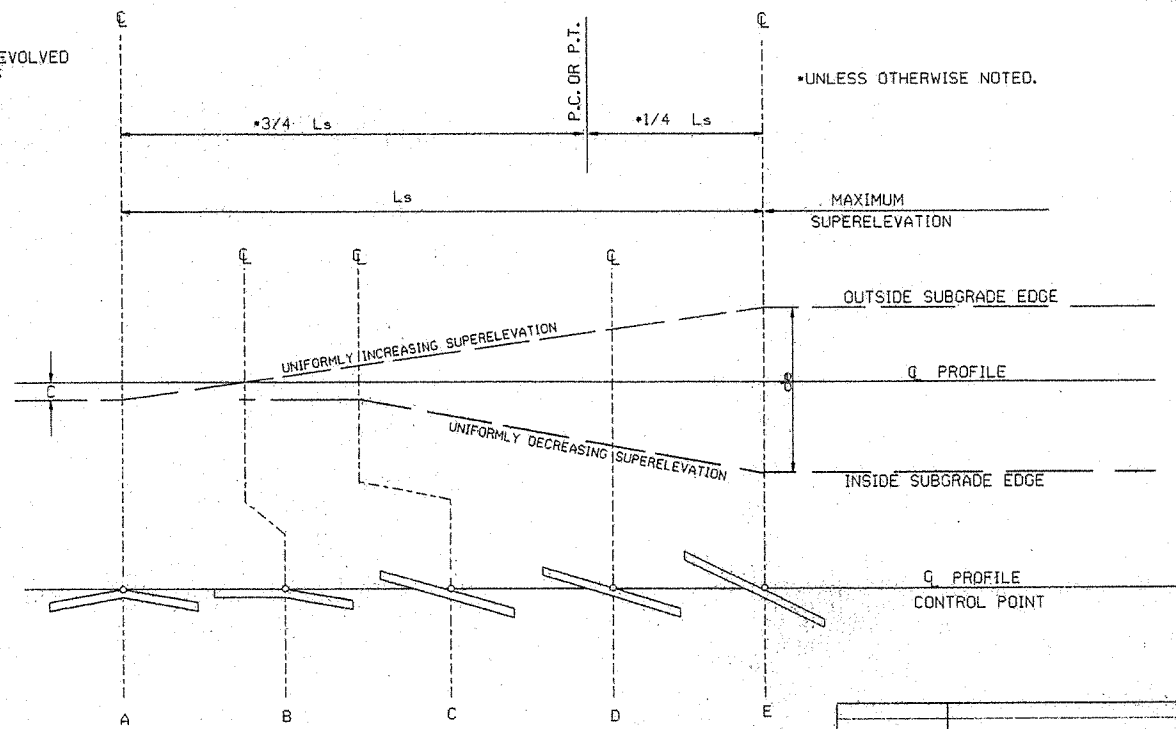 ℄ ℄
EVOLVED
P.C. OR P.T.
*UNLESS OTHERWISE NOTED.
*3/4 Ls *1/4 Ls
Ls
MAXIMUM
SUPERELEVATION
℄ ℄ ℄
OUTSIDE SUBGRADE EDGE
UNIFORMLY INCREASING SUPERELEVATION
℄ PROFILE
C
UNIFORMLY DECREASING SUPERELEVATION
INSIDE SUBGRADE EDGE
℄ PROFILE
CONTROL POINT
A B C D E